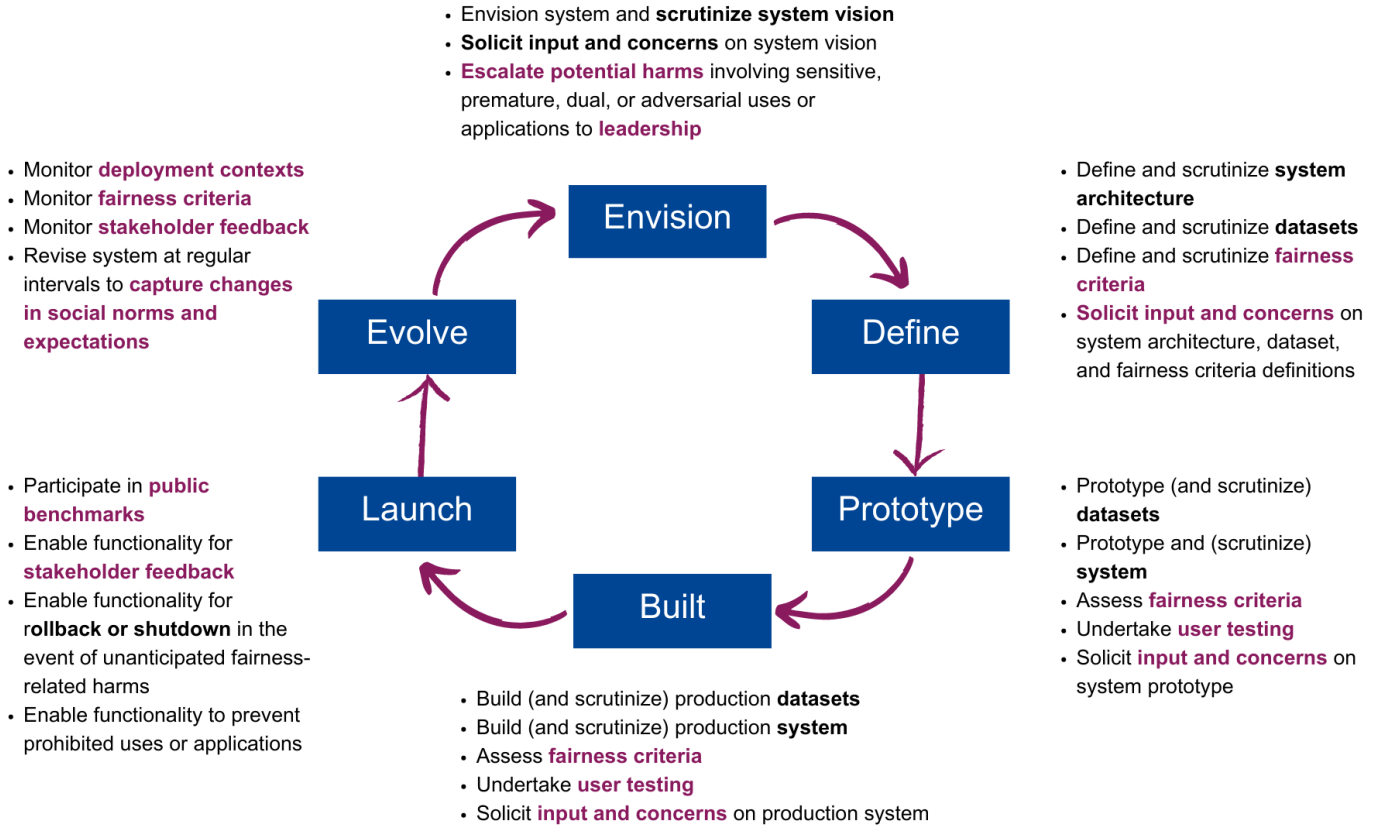 • Envision system and scrutinize system vision
• Solicit input and concerns on system vision
• Escalate potential harms involving sensitive,
premature, dual, or adversarial uses or
applications to leadership
Envision
• Define and scrutinize system
architecture
• Define and scrutinize datasets
• Define and scrutinize fairness
criteria
• Solicit input and concerns on
system architecture, dataset,
and fairness criteria definitions
Define
• Prototype (and scrutinize)
datasets
• Prototype and (scrutinize)
system
• Assess fairness criteria
• Undertake user testing
• Solicit input and concerns on
system prototype
Prototype
Built
• Build (and scrutinize) production datasets
• Build (and scrutinize) production system
• Assess fairness criteria
• Undertake user testing
• Solicit input and concerns on production system
Launch
• Participate in public
benchmarks
• Enable functionality for
stakeholder feedback
• Enable functionality for
rollback or shutdown in the
event of unanticipated fairness-
related harms
• Enable functionality to prevent
prohibited uses or applications
Evolve
• Monitor deployment contexts
• Monitor fairness criteria
• Monitor stakeholder feedback
• Revise system at regular
intervals to capture changes
in social norms and
expectations